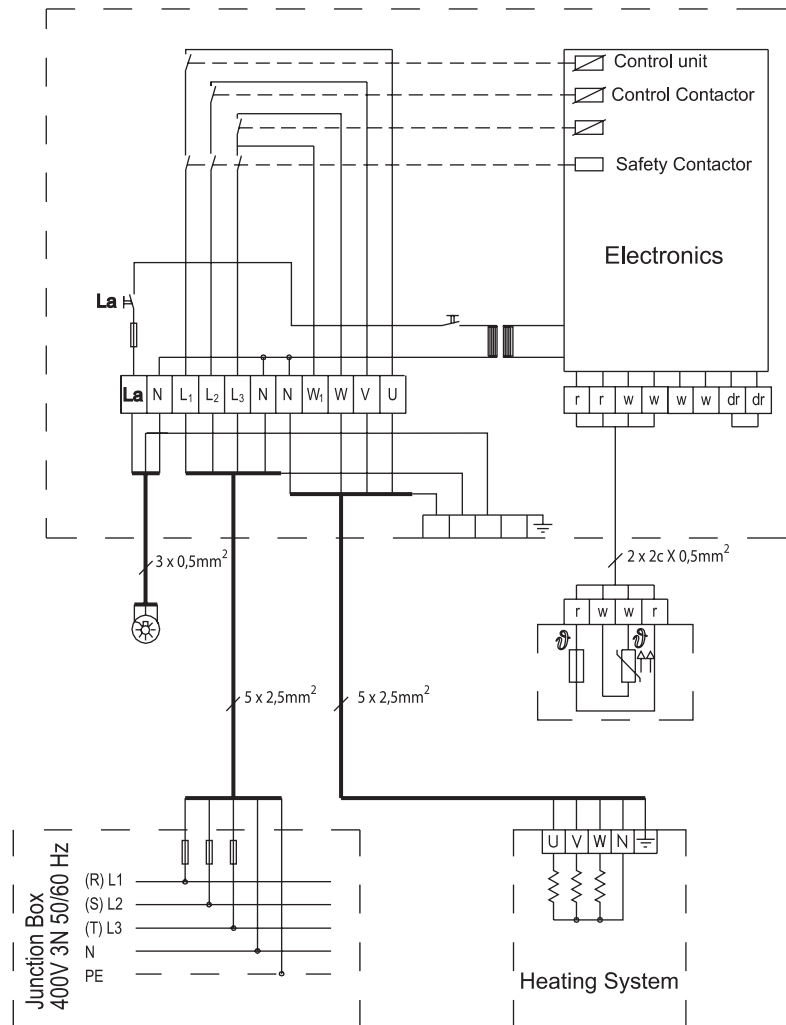 Control unit
Control Contactor
Safety Contactor
Electronics
La
La N L₁ L₂ L₃ N N W₁ W V U
r r w w w w dr dr
3 x 0,5mm²
2 x 2c X 0,5mm²
r w w r
ϑ ϑ
5 x 2,5mm²
5 x 2,5mm²
Junction Box
400V 3N 50/60 Hz
(R) L1
(S) L2
(T) L3
N
PE
U V W N
Heating System